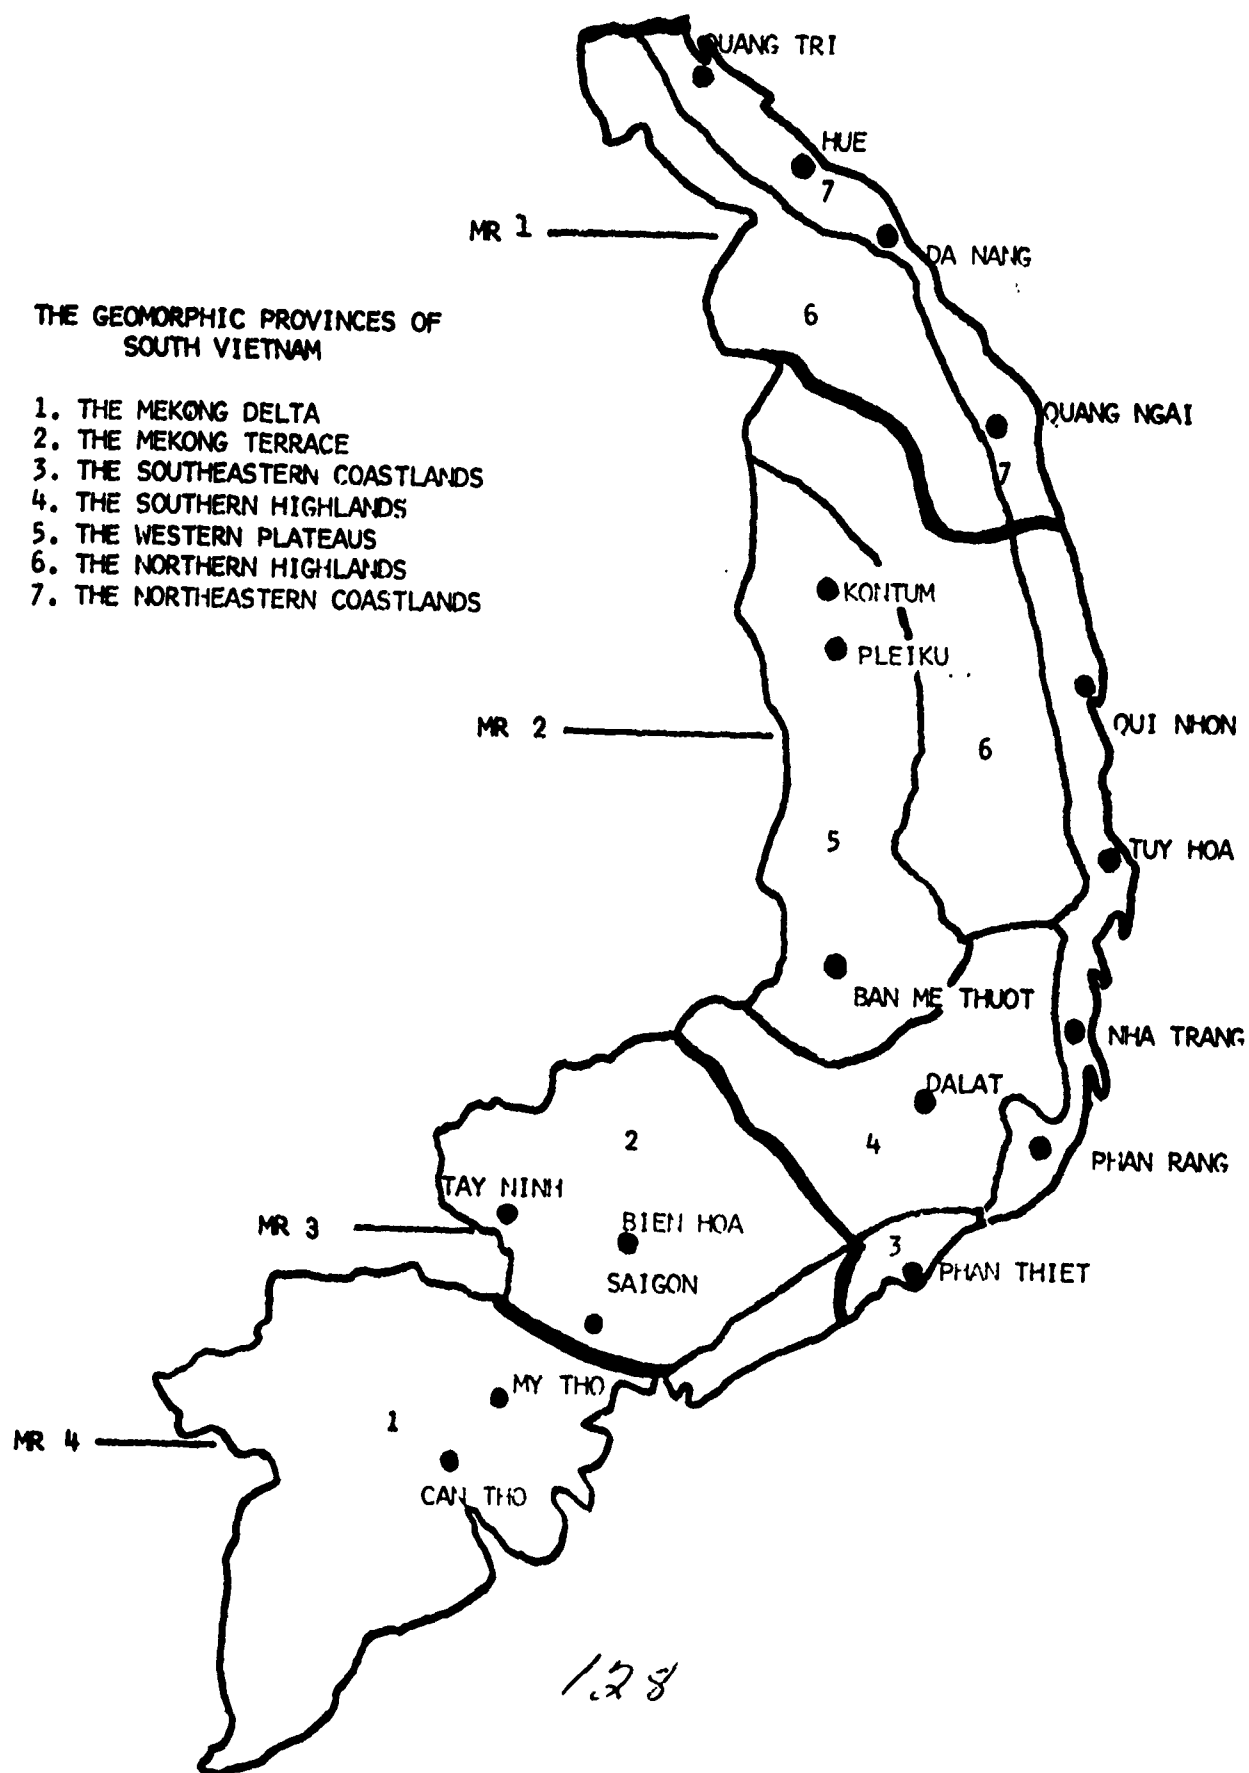 QUANG TRI
HUE
7
MR 1
DA NANG
THE GEOMORPHIC PROVINCES OF
SOUTH VIETNAM
6
1. THE MEKONG DELTA
2. THE MEKONG TERRACE
3. THE SOUTHEASTERN COASTLANDS
4. THE SOUTHERN HIGHLANDS
5. THE WESTERN PLATEAUS
6. THE NORTHERN HIGHLANDS
7. THE NORTHEASTERN COASTLANDS
QUANG NGAI
7
KONTUM
PLEIKU
MR 2
QUI NHON
6
5
TUY HOA
BAN ME THUOT
NHA TRANG
DALAT
2
4
PHAN RANG
TAY NINH
MR 3
BIEN HOA
3
PHAN THIET
SAIGON
MY THO
1
MR 4
CAN THO
128